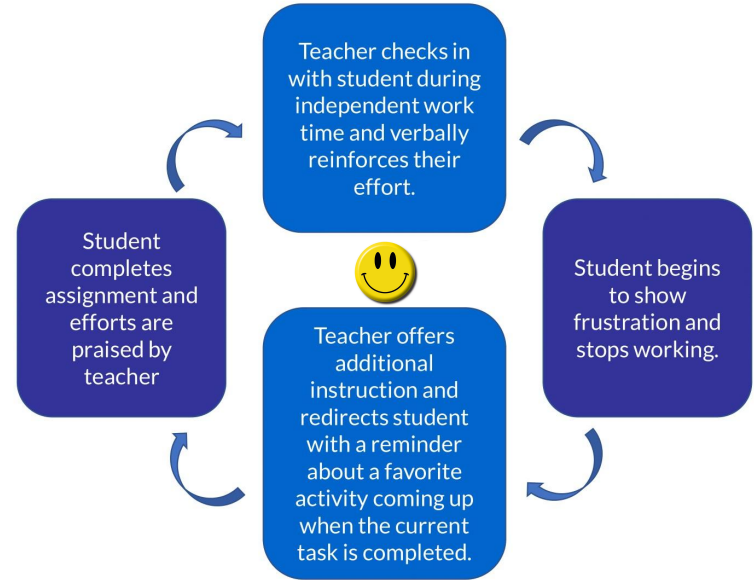 Teacher checks in
with student during
independent work
time and verbally
reinforces their
effort.
Student begins
to show
frustration and
stops working.
Teacher offers
additional
instruction and
redirects student
with a reminder
about a favorite
activity coming up
when the current
task is completed.
Student
completes
assignment and
efforts are
praised by
teacher